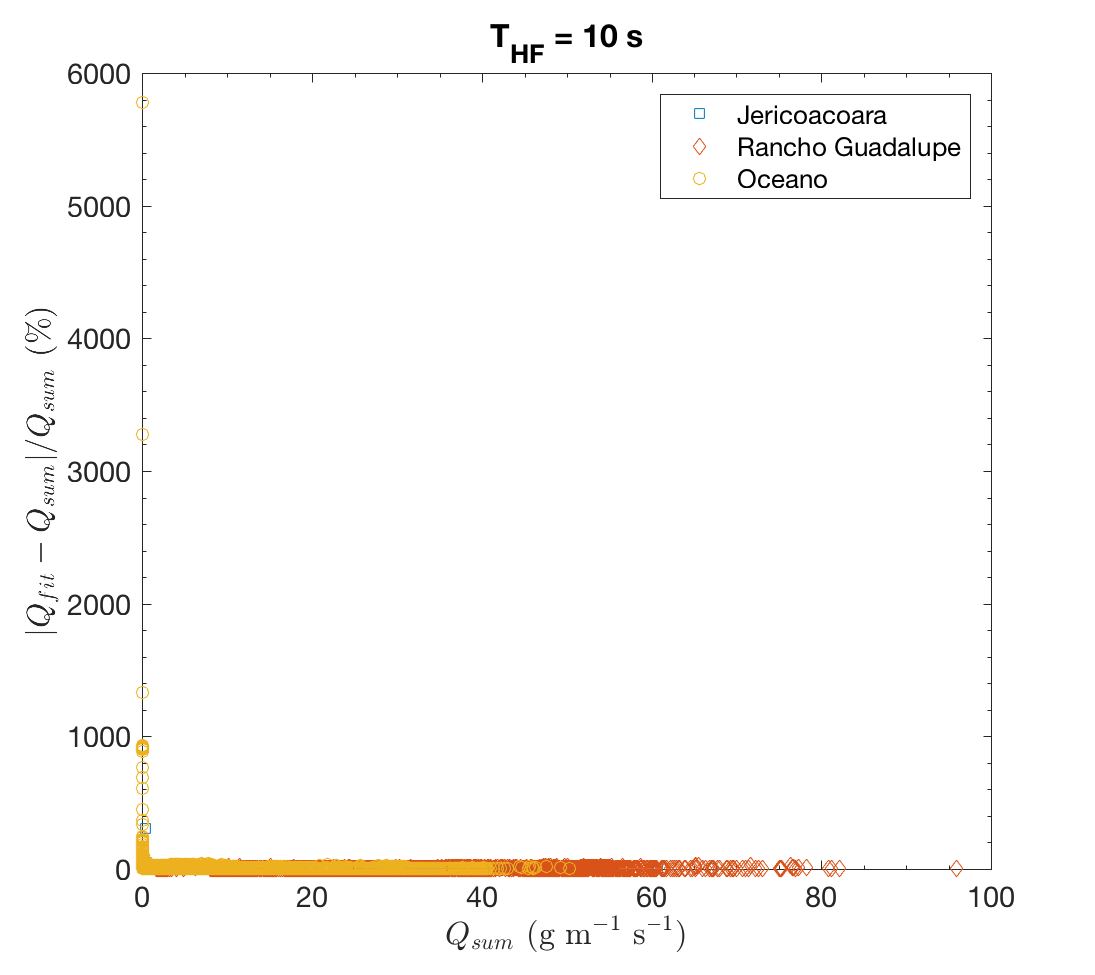 T_HF = 10 s
6000
5000
4000
3000
2000
1000
0
|Q_fit − Q_sum|/Q_sum (%)
Jericoacoara
Rancho Guadalupe
Oceano
0 20 40 60 80 100
Q_sum (g m⁻¹ s⁻¹)